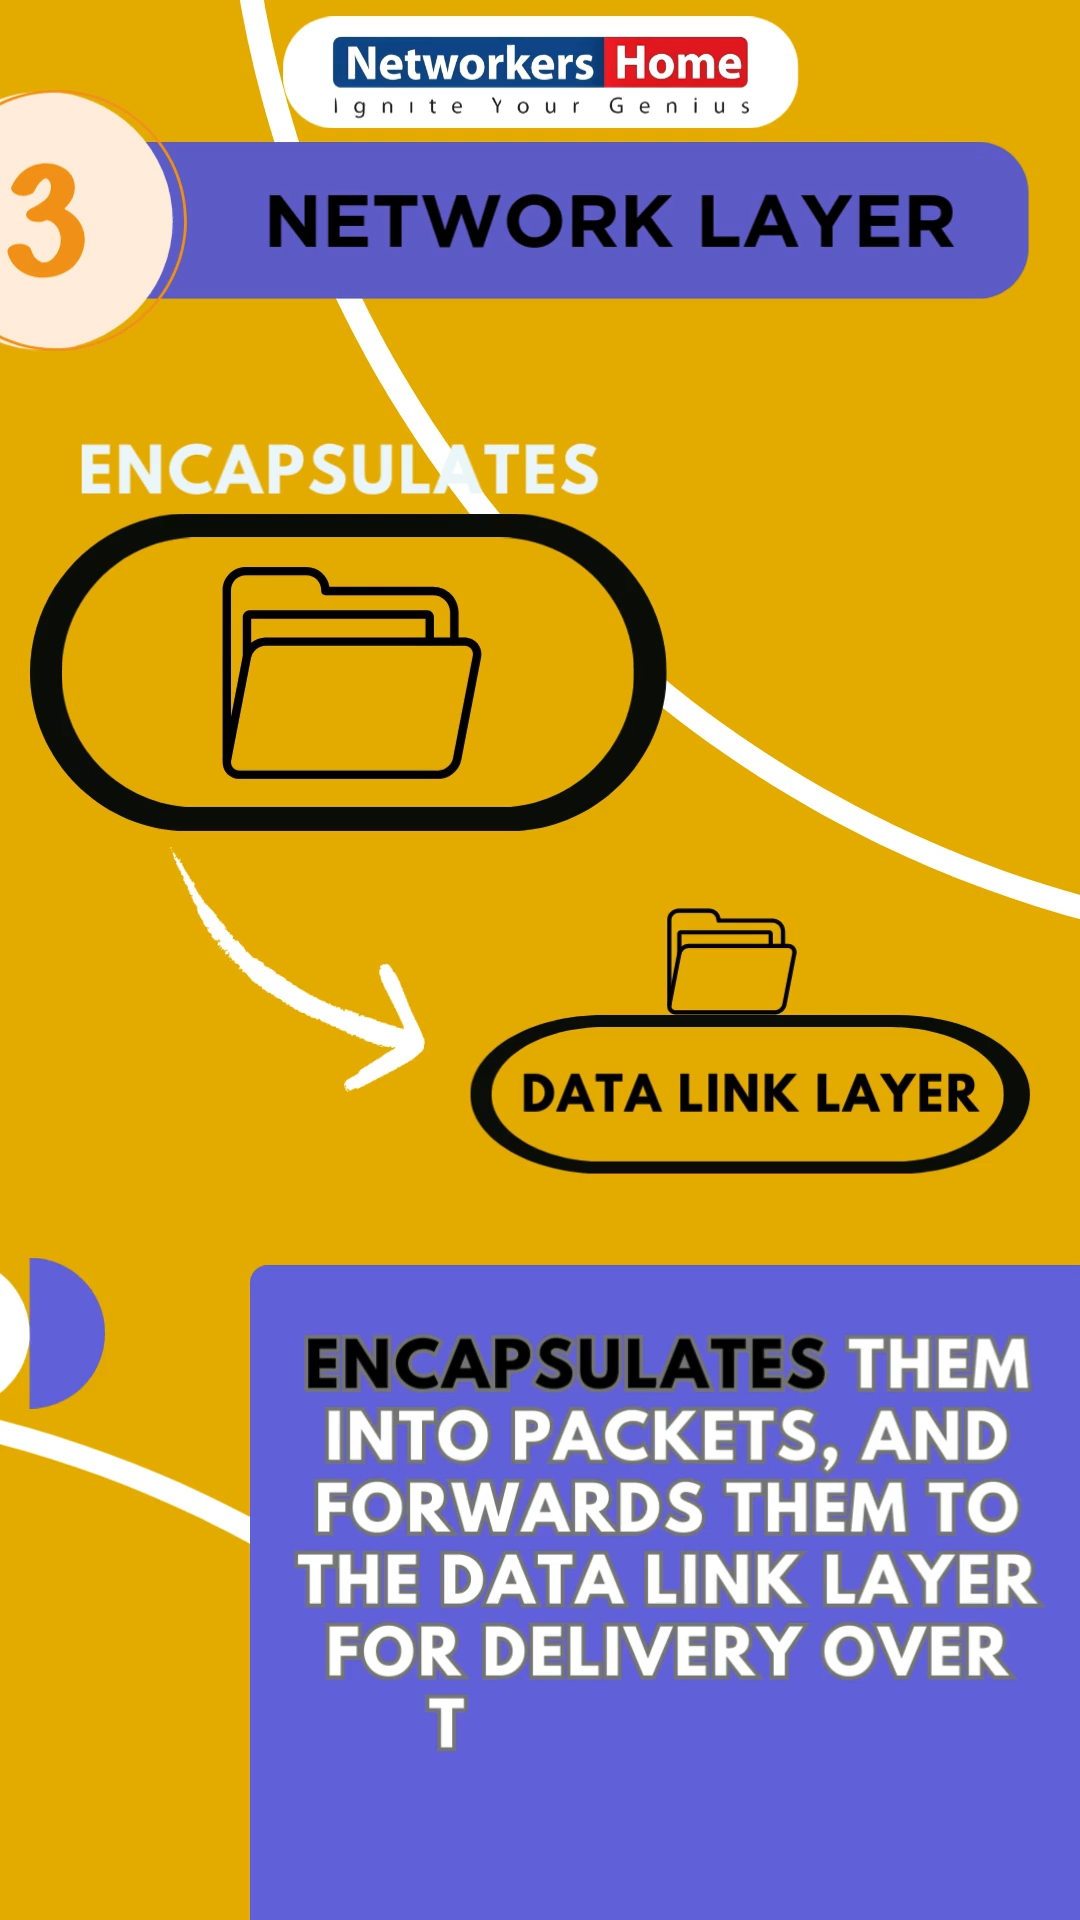 Networkers Home
Ignite Your Genius
3
NETWORK LAYER
ENCAPSULATES
DATA LINK LAYER
ENCAPSULATES THEM
INTO PACKETS, AND
FORWARDS THEM TO
THE DATA LINK LAYER
FOR DELIVERY OVER
T